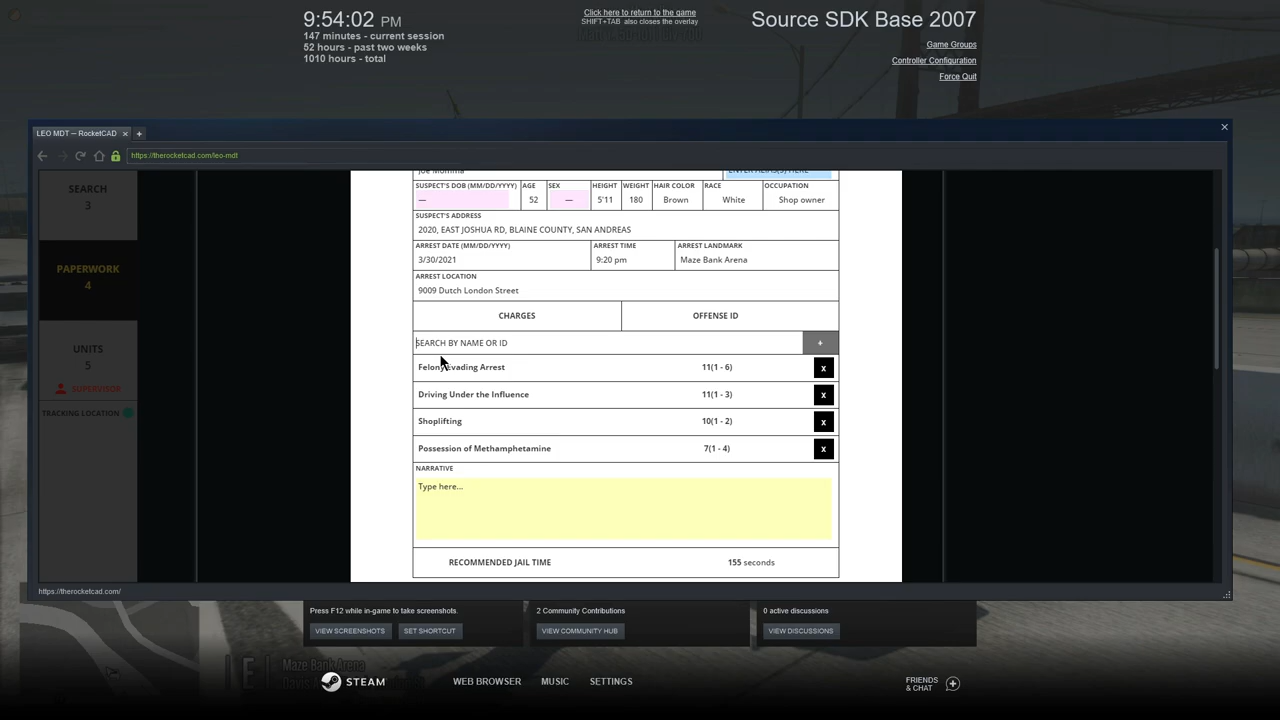 9:54:02 PM
147 minutes - current session
52 hours - past two weeks
1010 hours - total
Click here to return to the game
SHIFT+TAB also closes the overlay
Source SDK Base 2007
Game Groups
Controller Configuration
Force Quit
LEO MDT — RocketCAD x +
https://therocketcad.com/leo-mdt
SEARCH
3
PAPERWORK
4
UNITS
5
SUPERVISOR
TRACKING LOCATION
Joe Momma ENTER ALIAS(S) HERE
SUSPECT'S DOB (MM/DD/YYYY) AGE SEX HEIGHT WEIGHT HAIR COLOR RACE OCCUPATION
— 52 — 5'11 180 Brown White Shop owner
SUSPECT'S ADDRESS
2020, EAST JOSHUA RD, BLAINE COUNTY, SAN ANDREAS
ARREST DATE (MM/DD/YYYY) ARREST TIME ARREST LANDMARK
3/30/2021 9:20 pm Maze Bank Arena
ARREST LOCATION
9009 Dutch London Street
CHARGES OFFENSE ID
SEARCH BY NAME OR ID +
Felony Evading Arrest 11(1 - 6) x
Driving Under the Influence 11(1 - 3) x
Shoplifting 10(1 - 2) x
Possession of Methamphetamine 7(1 - 4) x
NARRATIVE
Type here...
RECOMMENDED JAIL TIME 155 seconds
https://therocketcad.com/
Press F12 while in-game to take screenshots. 2 Community Contributions 0 active discussions
VIEW SCREENSHOTS SET SHORTCUT VIEW COMMUNITY HUB VIEW DISCUSSIONS
E Maze Bank Arena
STEAM WEB BROWSER MUSIC SETTINGS FRIENDS
& CHAT